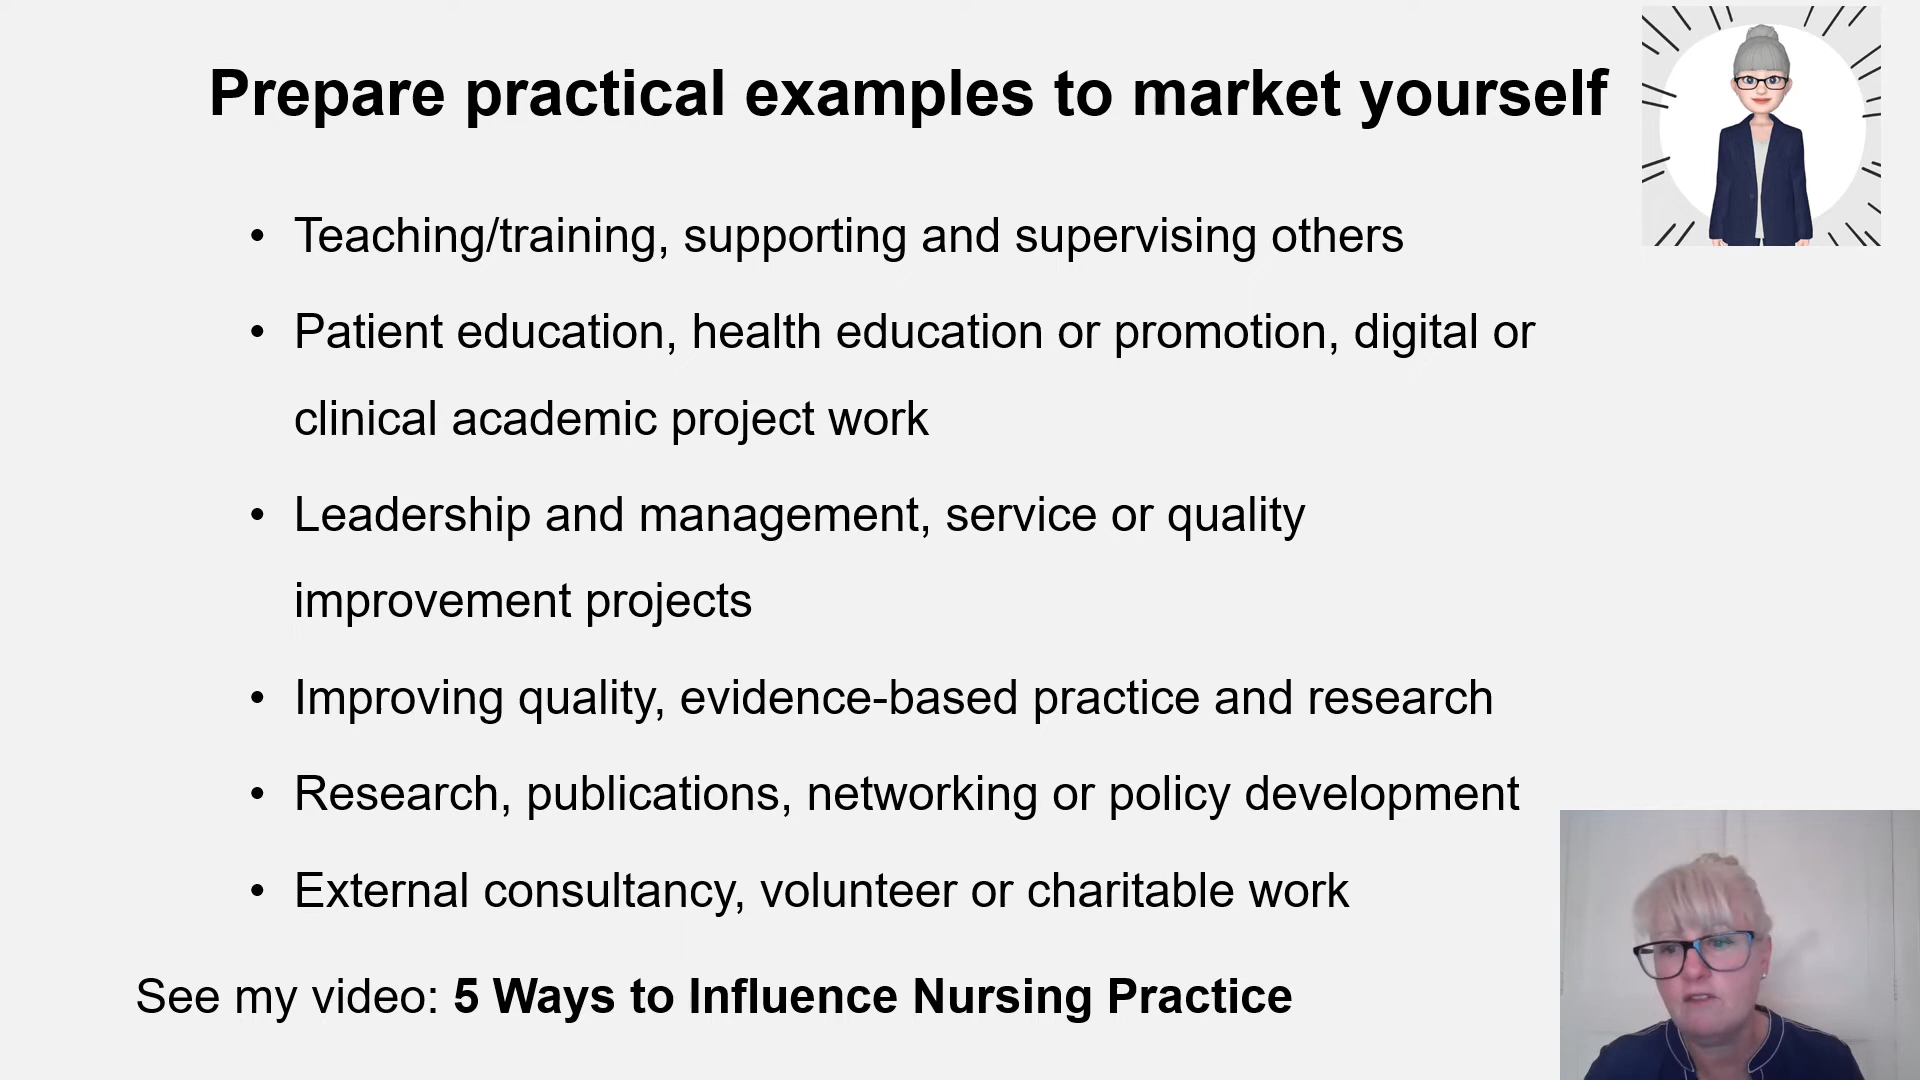 Prepare practical examples to market yourself
• Teaching/training, supporting and supervising others
• Patient education, health education or promotion, digital or
clinical academic project work
• Leadership and management, service or quality
improvement projects
• Improving quality, evidence-based practice and research
• Research, publications, networking or policy development
• External consultancy, volunteer or charitable work
See my video: 5 Ways to Influence Nursing Practice